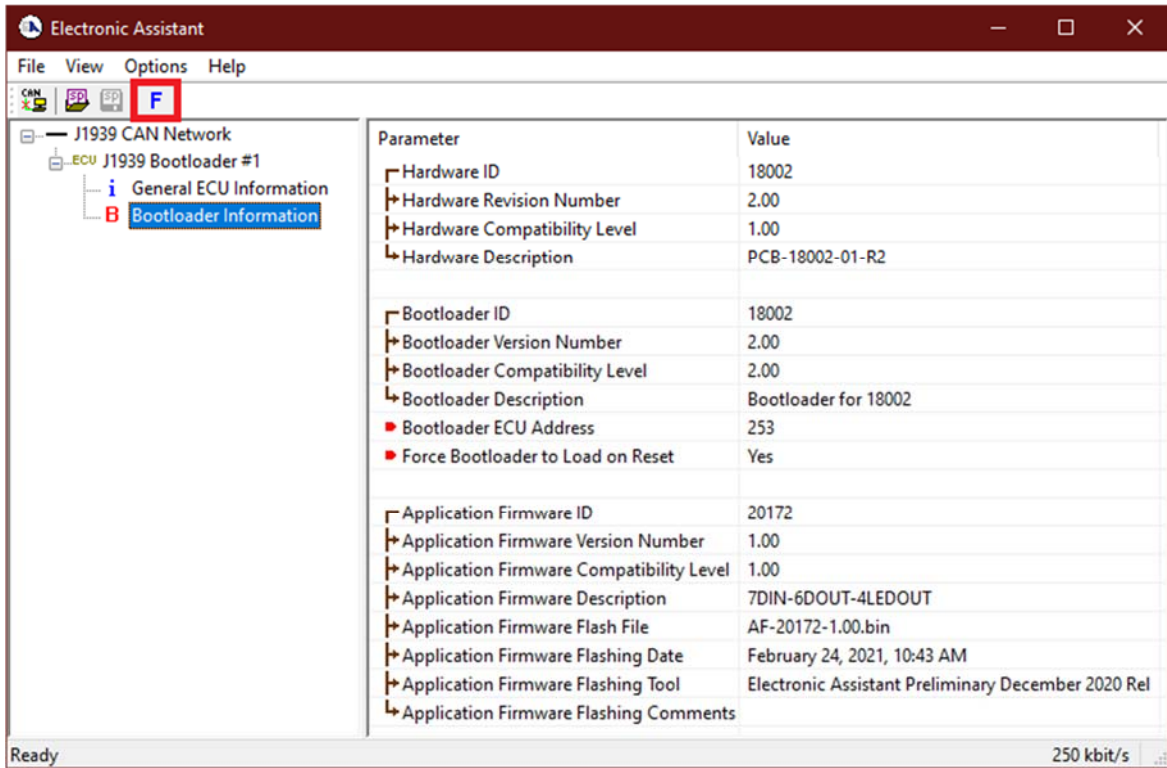 Electronic Assistant
File View Options Help
CAN SP SP F
J1939 CAN Network
ECU J1939 Bootloader #1
i General ECU Information
B Bootloader Information
Parameter Value
Hardware ID 18002
Hardware Revision Number 2.00
Hardware Compatibility Level 1.00
Hardware Description PCB-18002-01-R2
Bootloader ID 18002
Bootloader Version Number 2.00
Bootloader Compatibility Level 2.00
Bootloader Description Bootloader for 18002
Bootloader ECU Address 253
Force Bootloader to Load on Reset Yes
Application Firmware ID 20172
Application Firmware Version Number 1.00
Application Firmware Compatibility Level 1.00
Application Firmware Description 7DIN-6DOUT-4LEDOUT
Application Firmware Flash File AF-20172-1.00.bin
Application Firmware Flashing Date February 24, 2021, 10:43 AM
Application Firmware Flashing Tool Electronic Assistant Preliminary December 2020 Rel
Application Firmware Flashing Comments
Ready 250 kbit/s